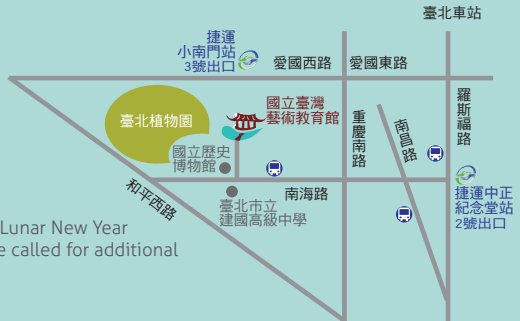 臺北車站
捷運
小南門站
3號出口
愛國西路
愛國東路
國立臺灣
藝術教育館
臺北植物園
重慶南路
南昌路
羅斯福路
國立歷史
博物館
和平西路
南海路
臺北市立
建國高級中學
捷運中正
紀念堂站
2號出口
Lunar New Year
e called for additional